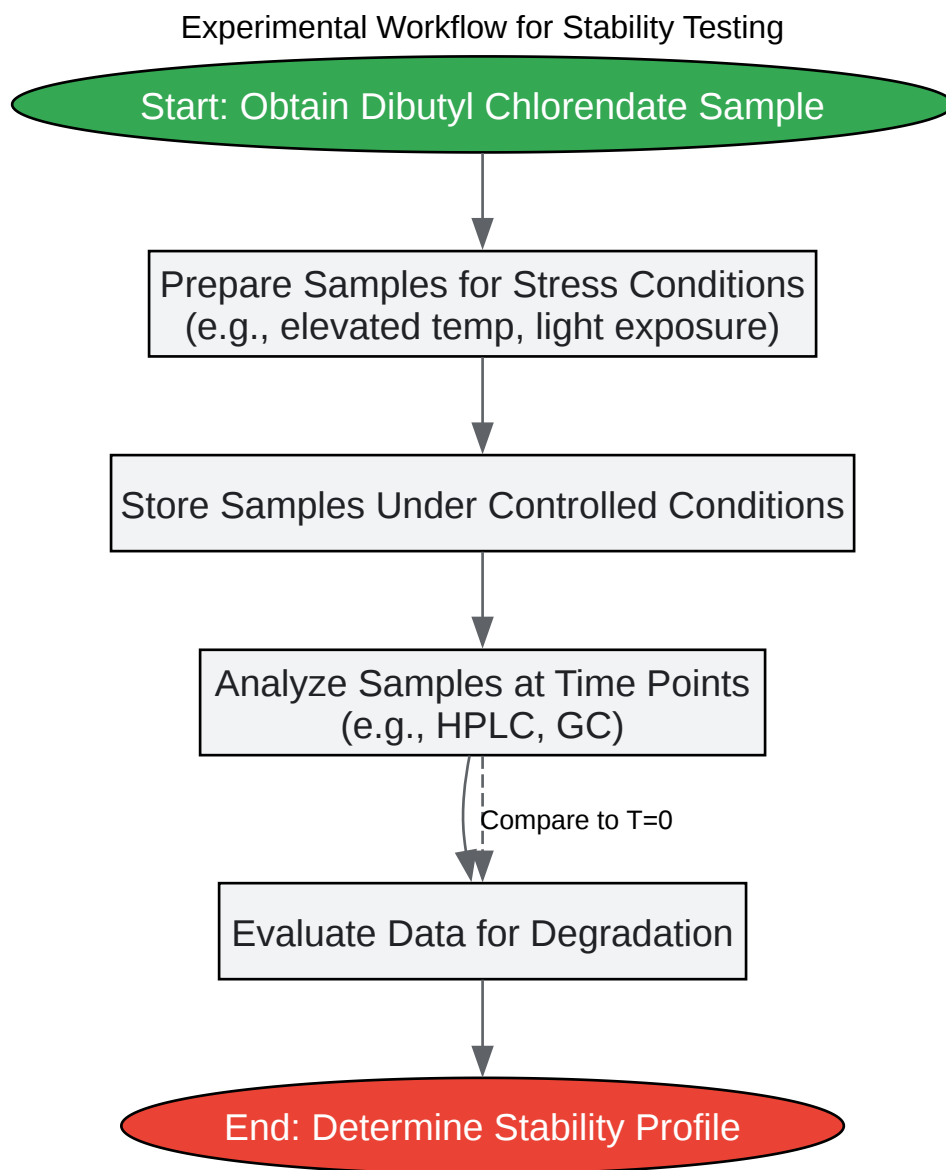 Experimental Workflow for Stability Testing
Start: Obtain Dibutyl Chlorendate Sample
Prepare Samples for Stress Conditions
(e.g., elevated temp, light exposure)
Store Samples Under Controlled Conditions
Analyze Samples at Time Points
(e.g., HPLC, GC)
Compare to T=0
Evaluate Data for Degradation
End: Determine Stability Profile